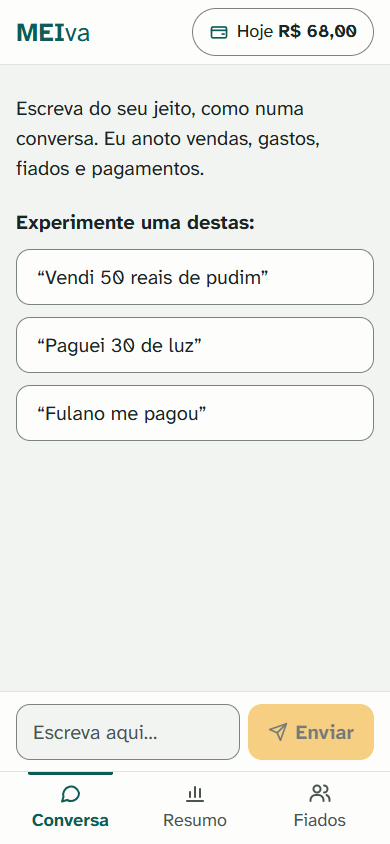 MEIva
Hoje R$ 68,00
Escreva do seu jeito, como numa
conversa. Eu anoto vendas, gastos,
fiados e pagamentos.
Experimente uma destas:
“Vendi 50 reais de pudim”
“Paguei 30 de luz”
“Fulano me pagou”
Escreva aqui...
Enviar
Conversa
Resumo
Fiados